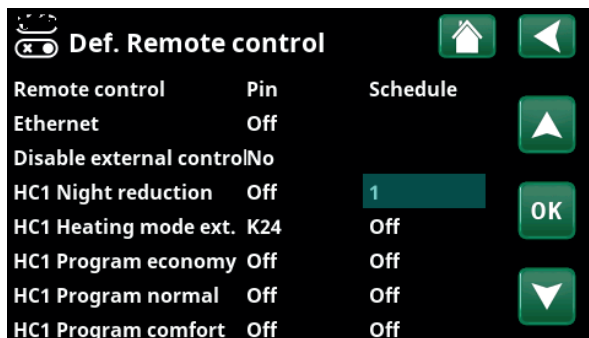 Def. Remote control
Remote control Pin Schedule
Ethernet Off
Disable external control No
HC1 Night reduction Off 1
HC1 Heating mode ext. K24 Off
HC1 Program economy Off Off
HC1 Program normal Off Off
HC1 Program comfort Off Off
OK